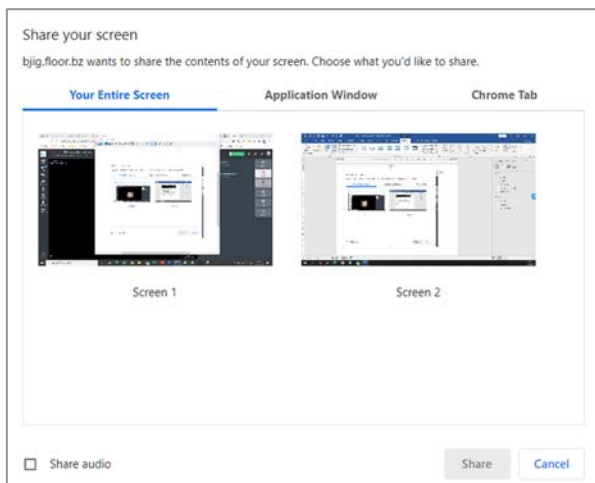 Share your screen
bjig.floor.bz wants to share the contents of your screen. Choose what you'd like to share.
Your Entire Screen Application Window Chrome Tab
Screen 1 Screen 2
Share audio Share Cancel